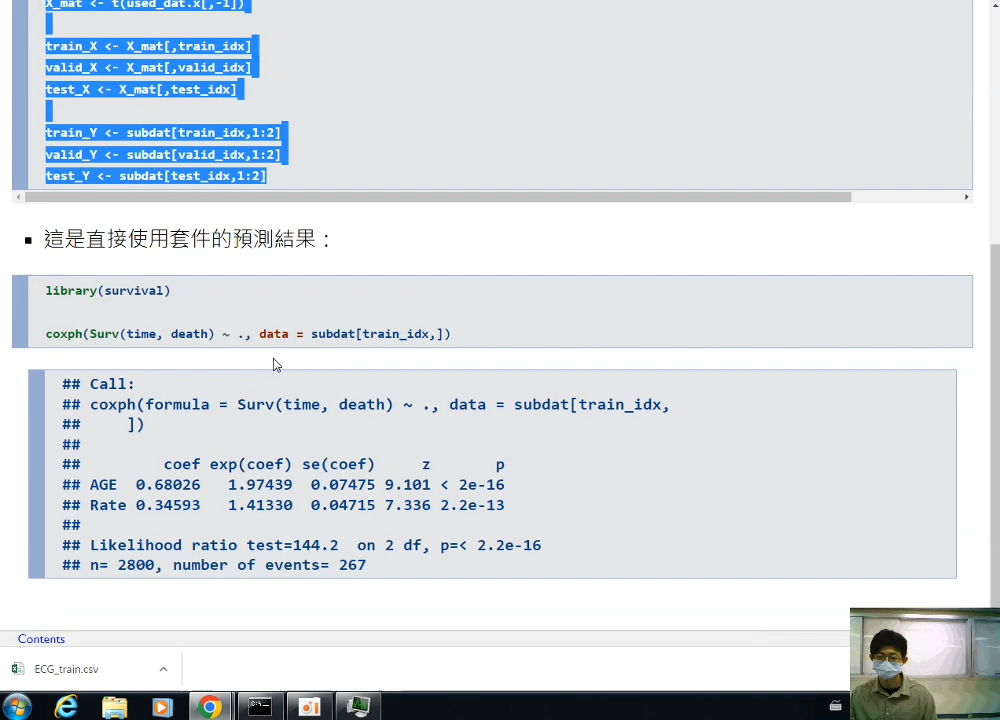 X_mat <- t(used_dat.x[,-1])
train_X <- X_mat[,train_idx]
valid_X <- X_mat[,valid_idx]
test_X <- X_mat[,test_idx]
train_Y <- subdat[train_idx,1:2]
valid_Y <- subdat[valid_idx,1:2]
test_Y <- subdat[test_idx,1:2]
▪ 這是直接使用套件的預測結果：
library(survival)
coxph(Surv(time, death) ~ ., data = subdat[train_idx,])
## Call:
## coxph(formula = Surv(time, death) ~ ., data = subdat[train_idx,
##     ])
##
##         coef exp(coef) se(coef)     z       p
## AGE  0.68026   1.97439  0.07475 9.101 < 2e-16
## Rate 0.34593   1.41330  0.04715 7.336 2.2e-13
##
## Likelihood ratio test=144.2  on 2 df, p=< 2.2e-16
## n= 2800, number of events= 267
Contents
ECG_train.csv